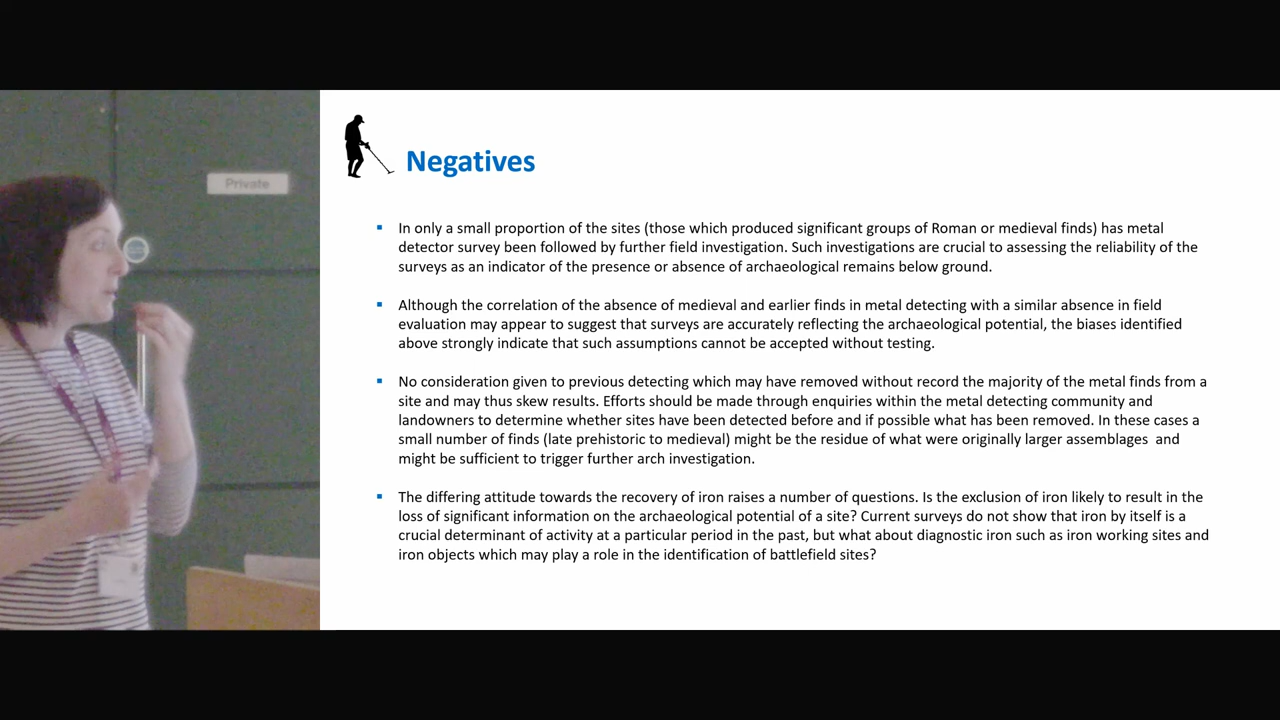 Private
Negatives
▪ In only a small proportion of the sites (those which produced significant groups of Roman or medieval finds) has metal
detector survey been followed by further field investigation. Such investigations are crucial to assessing the reliability of the
surveys as an indicator of the presence or absence of archaeological remains below ground.
▪ Although the correlation of the absence of medieval and earlier finds in metal detecting with a similar absence in field
evaluation may appear to suggest that surveys are accurately reflecting the archaeological potential, the biases identified
above strongly indicate that such assumptions cannot be accepted without testing.
▪ No consideration given to previous detecting which may have removed without record the majority of the metal finds from a
site and may thus skew results. Efforts should be made through enquiries within the metal detecting community and
landowners to determine whether sites have been detected before and if possible what has been removed. In these cases a
small number of finds (late prehistoric to medieval) might be the residue of what were originally larger assemblages and
might be sufficient to trigger further arch investigation.
▪ The differing attitude towards the recovery of iron raises a number of questions. Is the exclusion of iron likely to result in the
loss of significant information on the archaeological potential of a site? Current surveys do not show that iron by itself is a
crucial determinant of activity at a particular period in the past, but what about diagnostic iron such as iron working sites and
iron objects which may play a role in the identification of battlefield sites?